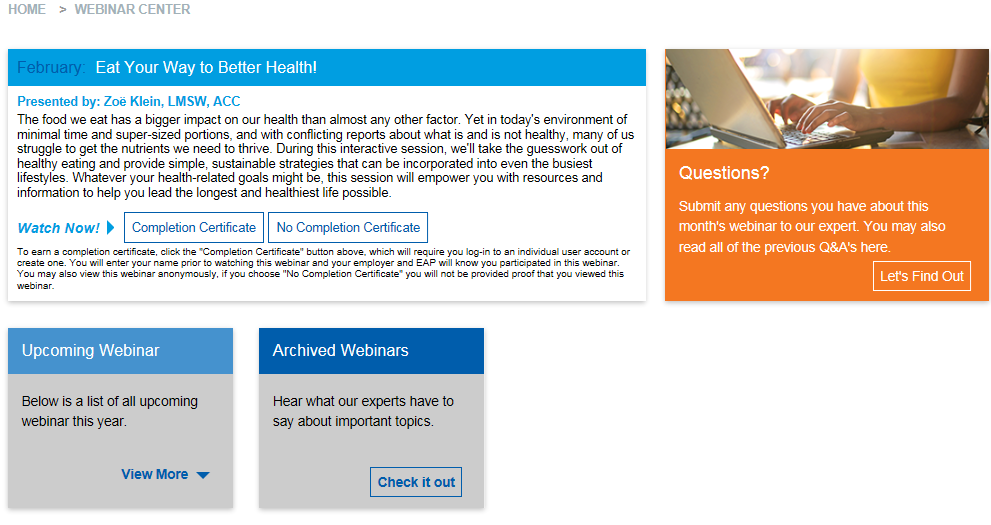 HOME > WEBINAR CENTER
February: Eat Your Way to Better Health!
Presented by: Zoë Klein, LMSW, ACC
The food we eat has a bigger impact on our health than almost any other factor. Yet in today's environment of
minimal time and super-sized portions, and with conflicting reports about what is and is not healthy, many of us
struggle to get the nutrients we need to thrive. During this interactive session, we'll take the guesswork out of
healthy eating and provide simple, sustainable strategies that can be incorporated into even the busiest
lifestyles. Whatever your health-related goals might be, this session will empower you with resources and
information to help you lead the longest and healthiest life possible.
Watch Now! Completion Certificate No Completion Certificate
To earn a completion certificate, click the "Completion Certificate" button above, which will require you log-in to an individual user account or
create one. You will enter your name prior to watching this webinar and your employer and EAP will know you participated in this webinar.
You may also view this webinar anonymously, if you choose "No Completion Certificate" you will not be provided proof that you viewed this
webinar.
Questions?
Submit any questions you have about this
month's webinar to our expert. You may also
read all of the previous Q&A's here.
Let's Find Out
Upcoming Webinar
Below is a list of all upcoming
webinar this year.
View More
Archived Webinars
Hear what our experts have to
say about important topics.
Check it out